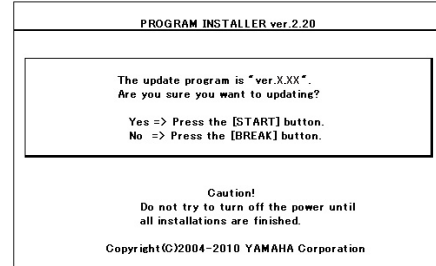 PROGRAM INSTALLER ver.2.20
The update program is "ver.X.XX".
Are you sure you want to updating?
Yes => Press the [START] button.
No => Press the [BREAK] button.
Caution!
Do not try to turn off the power until
all installations are finished.
Copyright(C)2004-2010 YAMAHA Corporation